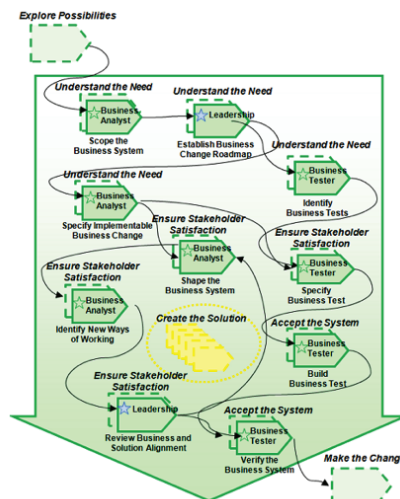 Explore Possibilities
Understand the Need
Business
Analyst
Scope the
Business System
Understand the Need
Leadership
Establish Business
Change Roadmap
Understand the Need
Business
Tester
Identify
Business Tests
Understand the Need
Business
Analyst
Specify Implementable
Business Change
Ensure Stakeholder
Satisfaction
Business
Analyst
Shape the
Business System
Ensure Stakeholder
Satisfaction
Business
Tester
Specify
Business Test
Ensure Stakeholder
Satisfaction
Business
Analyst
Identify New Ways
of Working
Create the Solution
Accept the System
Business
Tester
Build
Business Test
Ensure Stakeholder
Satisfaction
Leadership
Review Business and
Solution Alignment
Accept the System
Business
Tester
Verify the
Business System
Make the Change